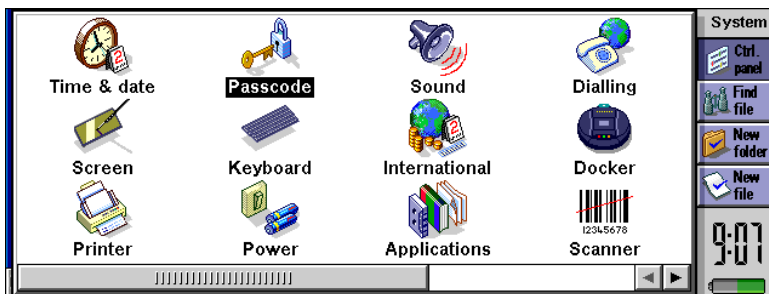 Time & date
Passcode
Sound
Dialling
Screen
Keyboard
International
Docker
Printer
Power
Applications
12345678
Scanner
System
Ctrl.
panel
Find
file
New
folder
New
file
9:07